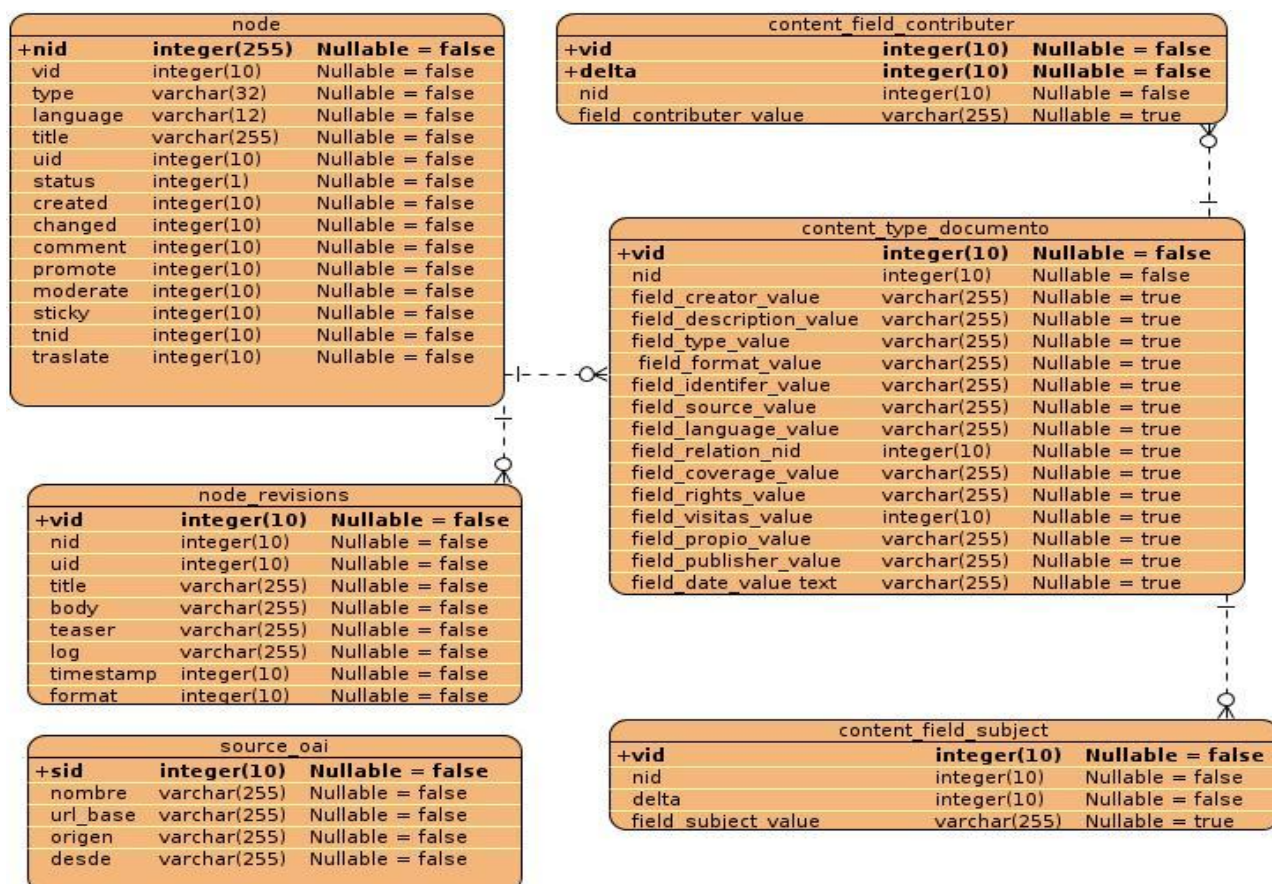 node
+nid integer(255) Nullable = false
vid integer(10) Nullable = false
type varchar(32) Nullable = false
language varchar(12) Nullable = false
title varchar(255) Nullable = false
uid integer(10) Nullable = false
status integer(1) Nullable = false
created integer(10) Nullable = false
changed integer(10) Nullable = false
comment integer(10) Nullable = false
promote integer(10) Nullable = false
moderate integer(10) Nullable = false
sticky integer(10) Nullable = false
tnid integer(10) Nullable = false
traslate integer(10) Nullable = false
content_field_contributer
+vid integer(10) Nullable = false
+delta integer(10) Nullable = false
nid integer(10) Nullable = false
field_contributer_value varchar(255) Nullable = true
content_type_documento
+vid integer(10) Nullable = false
nid integer(10) Nullable = false
field_creator_value varchar(255) Nullable = true
field_description_value varchar(255) Nullable = true
field_type_value varchar(255) Nullable = true
field_format_value varchar(255) Nullable = true
field_identifer_value varchar(255) Nullable = true
field_source_value varchar(255) Nullable = true
field_language_value varchar(255) Nullable = true
field_relation_nid integer(10) Nullable = true
field_coverage_value varchar(255) Nullable = true
field_rights_value varchar(255) Nullable = true
field_visitas_value integer(10) Nullable = true
field_propio_value varchar(255) Nullable = true
field_publisher_value varchar(255) Nullable = true
field_date_value text varchar(255) Nullable = true
node_revisions
+vid integer(10) Nullable = false
nid integer(10) Nullable = false
uid integer(10) Nullable = false
title varchar(255) Nullable = false
body varchar(255) Nullable = false
teaser varchar(255) Nullable = false
log varchar(255) Nullable = false
timestamp integer(10) Nullable = false
format integer(10) Nullable = false
source_oai
+sid integer(10) Nullable = false
nombre varchar(255) Nullable = false
url_base varchar(255) Nullable = false
origen varchar(255) Nullable = false
desde varchar(255) Nullable = false
content_field_subject
+vid integer(10) Nullable = false
nid integer(10) Nullable = false
delta integer(10) Nullable = false
field_subject_value varchar(255) Nullable = true